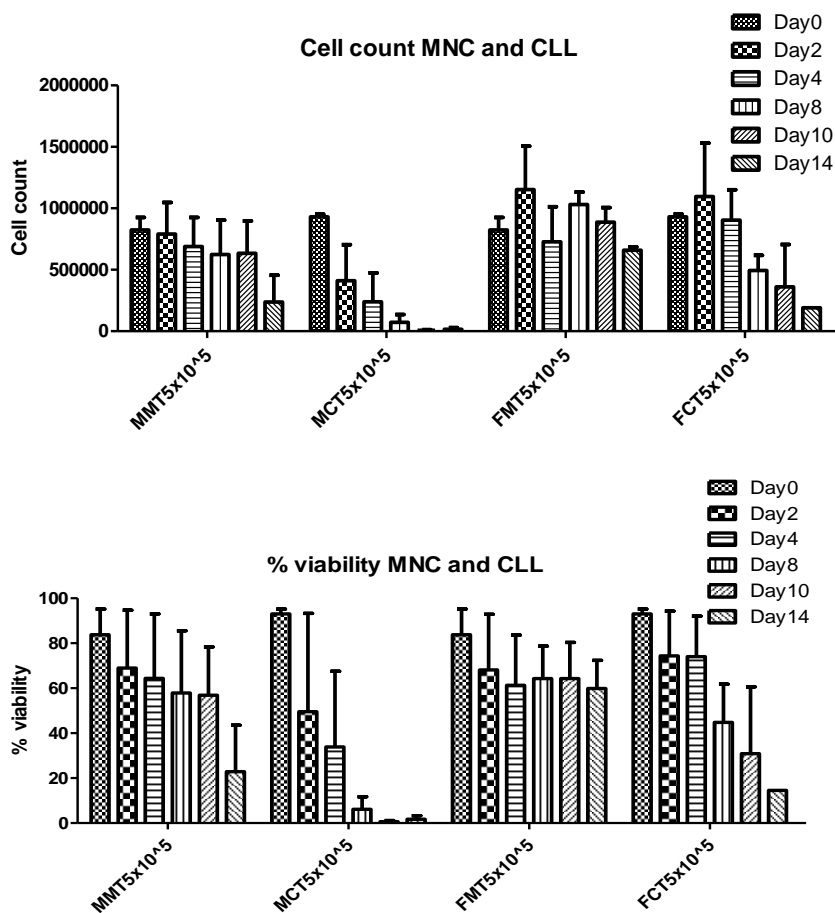 Cell count MNC and CLL
Day0
Day2
Day4
Day8
Day10
Day14
Cell count
2000000
1500000
1000000
500000
0
MMT5x10^5
MCT5x10^5
FMT5x10^5
FCT5x10^5
% viability MNC and CLL
Day0
Day2
Day4
Day8
Day10
Day14
% viability
100
80
60
40
20
0
MMT5x10^5
MCT5x10^5
FMT5x10^5
FCT5x10^5